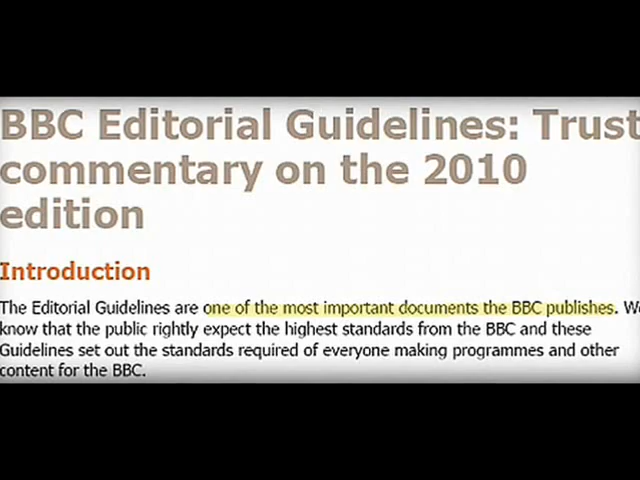 BBC Editorial Guidelines: Trust
commentary on the 2010
edition
Introduction
The Editorial Guidelines are one of the most important documents the BBC publishes. We
know that the public rightly expect the highest standards from the BBC and these
Guidelines set out the standards required of everyone making programmes and other
content for the BBC.